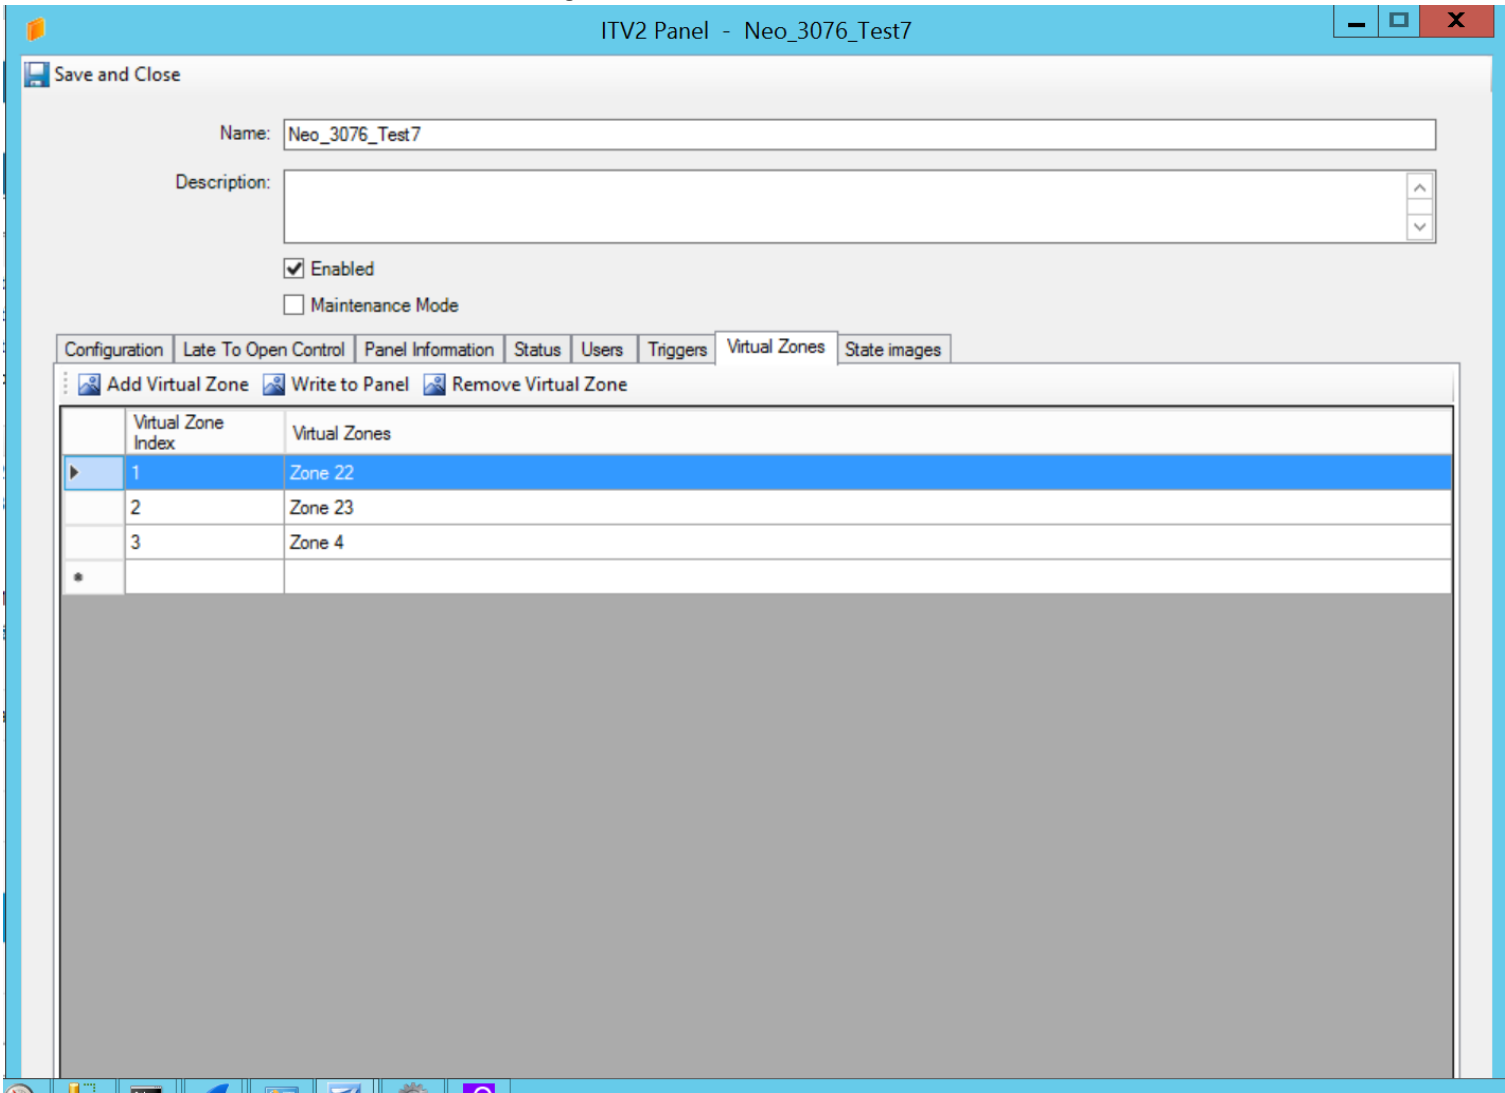 ITV2 Panel - Neo_3076_Test7
Save and Close
Name: Neo_3076_Test7
Description:
Enabled
Maintenance Mode
Configuration Late To Open Control Panel Information Status Users Triggers Virtual Zones State images
Add Virtual Zone Write to Panel Remove Virtual Zone
Virtual Zone
Index
Virtual Zones
1 Zone 22
2 Zone 23
3 Zone 4